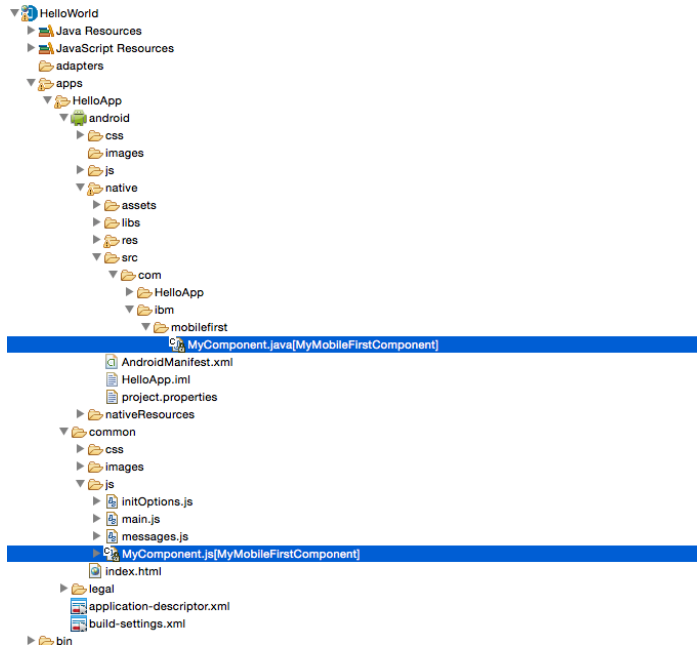 HelloWorld
Java Resources
JavaScript Resources
adapters
apps
HelloApp
android
css
images
js
native
assets
libs
res
src
com
HelloApp
ibm
mobilefirst
MyComponent.java[MyMobileFirstComponent]
AndroidManifest.xml
HelloApp.iml
project.properties
nativeResources
common
css
images
js
initOptions.js
main.js
messages.js
MyComponent.js[MyMobileFirstComponent]
index.html
legal
application-descriptor.xml
build-settings.xml
bin